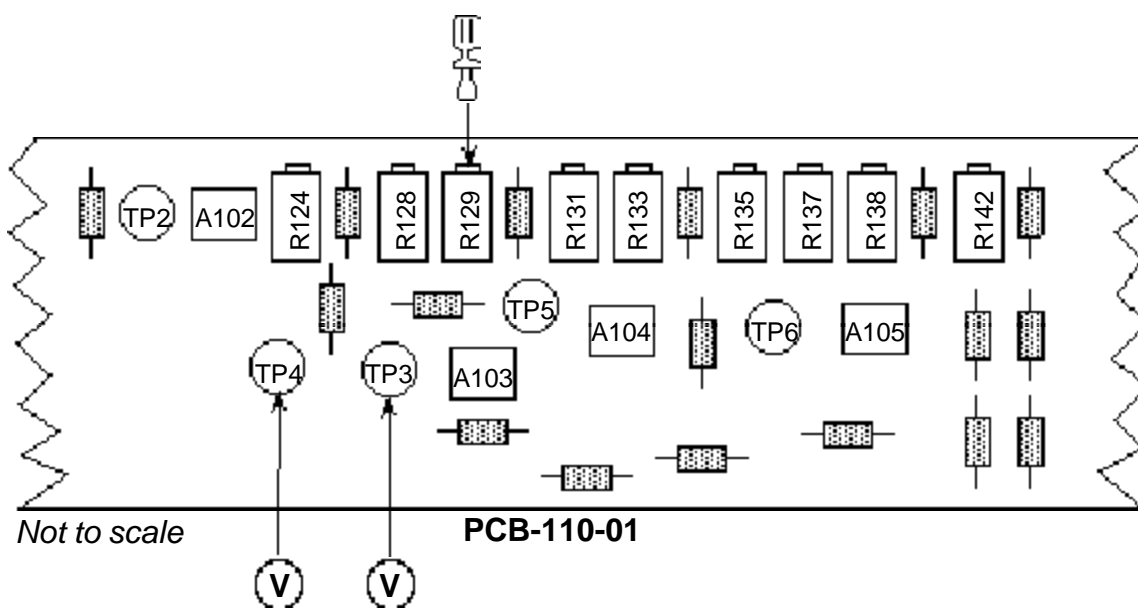 TP2 A102 R124 R128 R129 R131 R133 R135 R137 R138 R142
TP5 A104 TP6 A105
TP4 TP3 A103
Not to scale PCB-110-01
V V